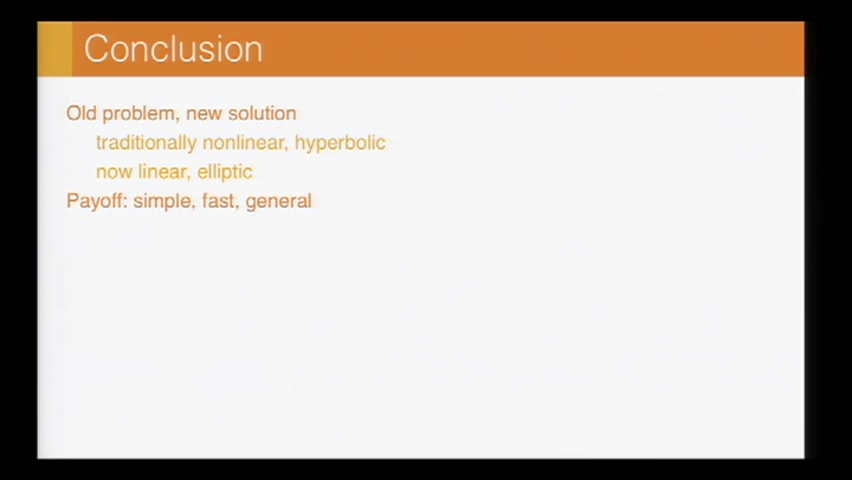 Conclusion
Old problem, new solution
traditionally nonlinear, hyperbolic
now linear, elliptic
Payoff: simple, fast, general